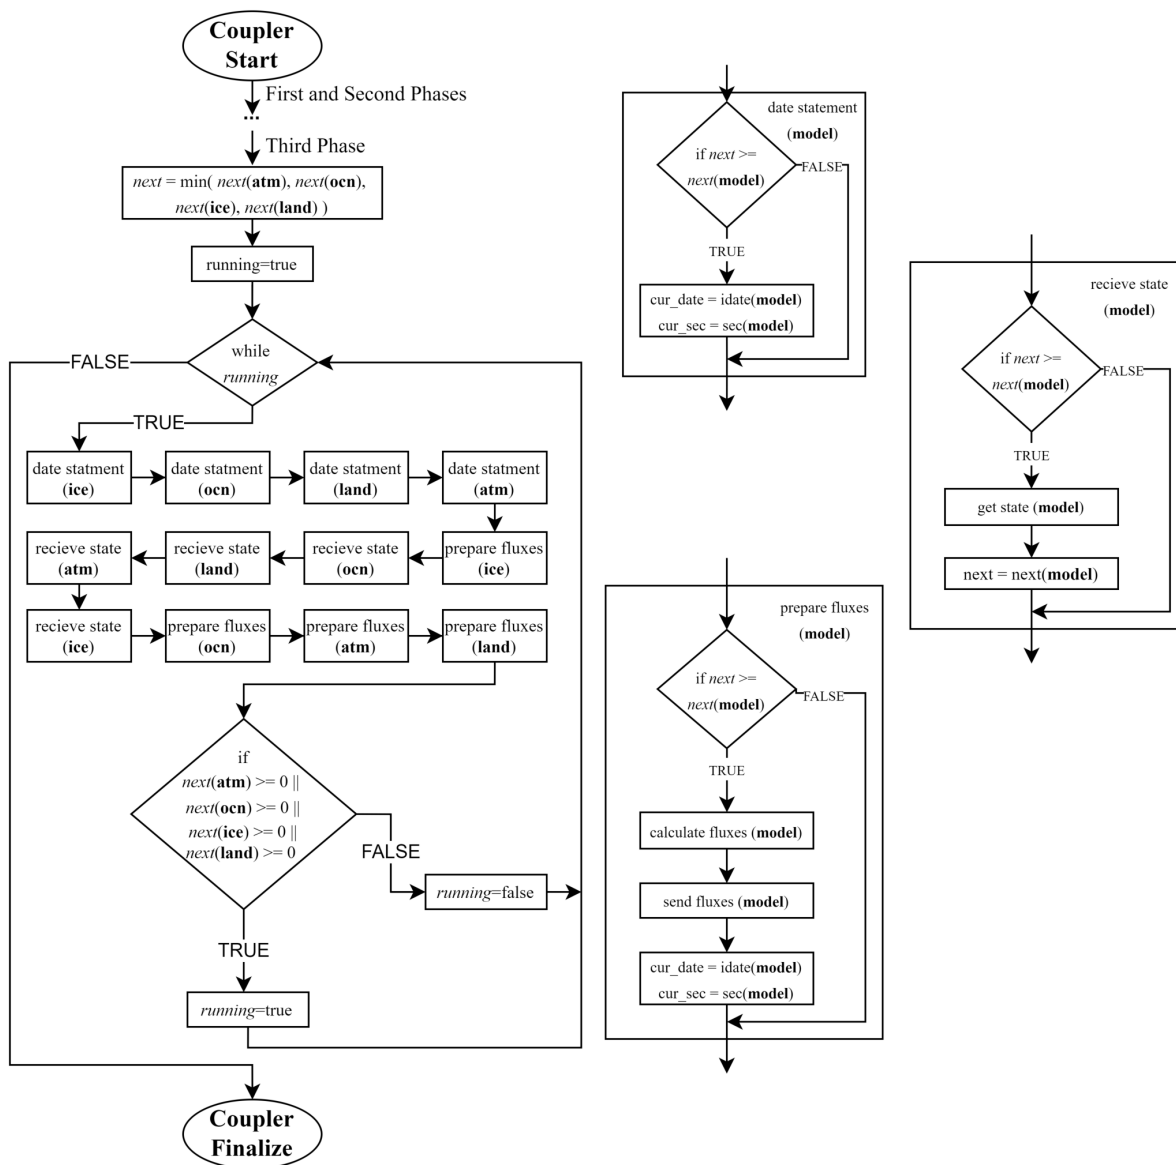 Coupler
Start
First and Second Phases
...
Third Phase
next = min( next(atm), next(ocn),
next(ice), next(land) )
running=true
while
running
FALSE
TRUE
date statment
(ice)
date statment
(ocn)
date statment
(land)
date statment
(atm)
recieve state
(atm)
recieve state
(land)
recieve state
(ocn)
prepare fluxes
(ice)
recieve state
(ice)
prepare fluxes
(ocn)
prepare fluxes
(atm)
prepare fluxes
(land)
if
next(atm) >= 0 ||
next(ocn) >= 0 ||
next(ice) >= 0 ||
next(land) >= 0
FALSE
running=false
TRUE
running=true
Coupler
Finalize
date statement
(model)
if next >=
next(model)
FALSE
TRUE
cur_date = idate(model)
cur_sec = sec(model)
recieve state
(model)
if next >=
next(model)
FALSE
TRUE
get state (model)
next = next(model)
prepare fluxes
(model)
if next >=
next(model)
FALSE
TRUE
calculate fluxes (model)
send fluxes (model)
cur_date = idate(model)
cur_sec = sec(model)